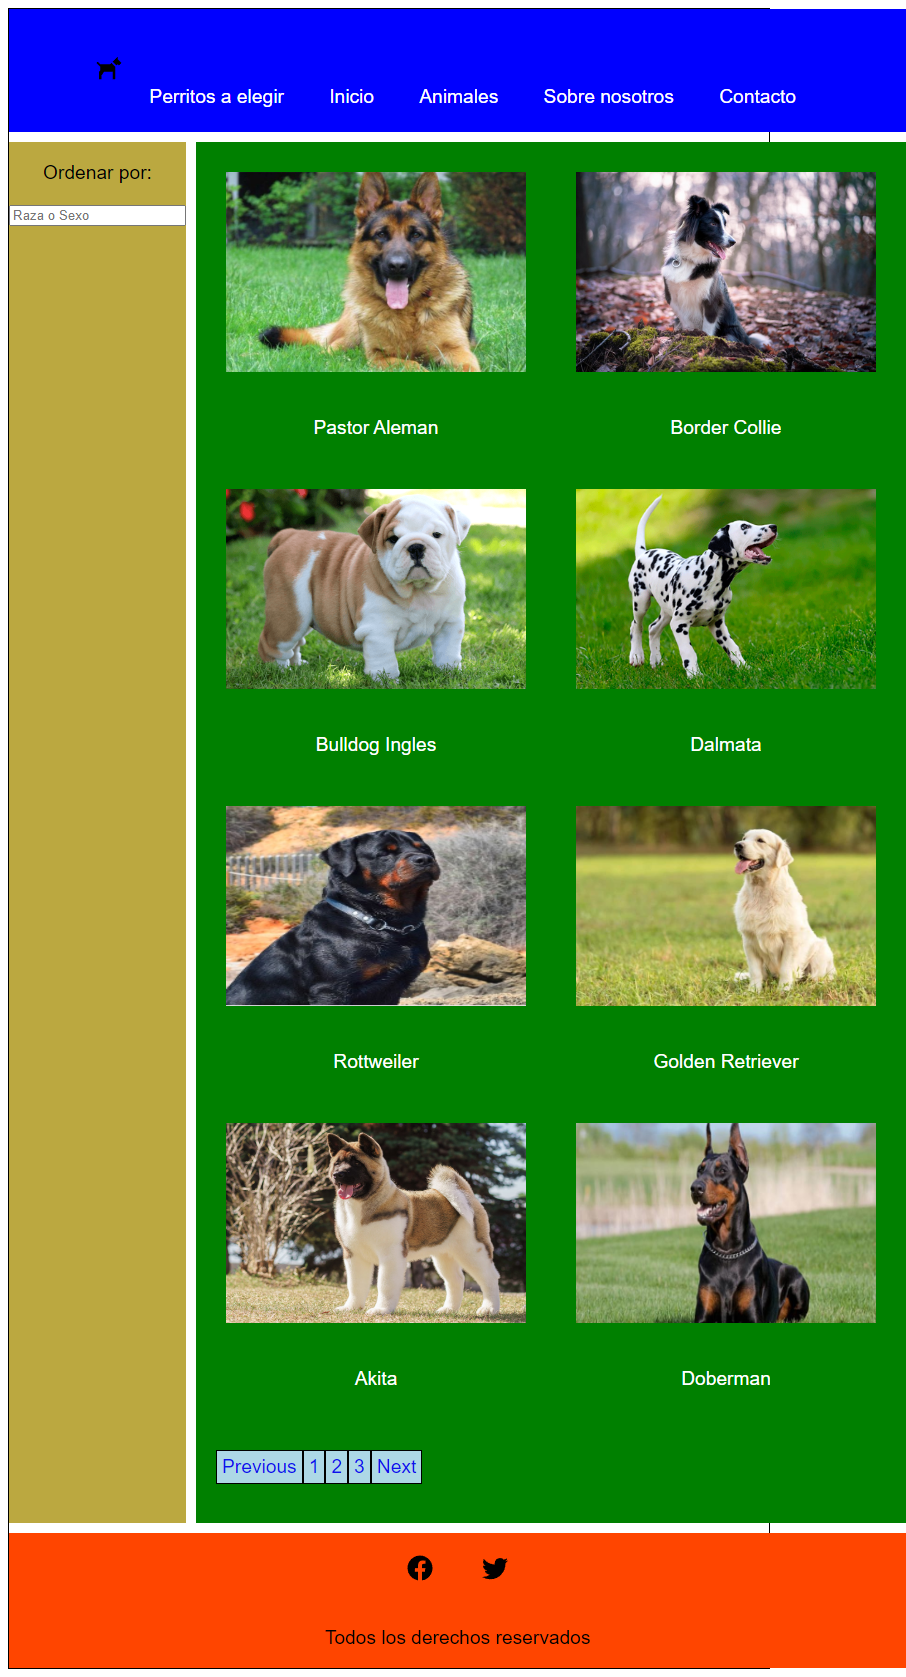 Perritos a elegir Inicio Animales Sobre nosotros Contacto
Ordenar por:
Raza o Sexo
Pastor Aleman
Border Collie
Bulldog Ingles
Dalmata
Rottweiler
Golden Retriever
Akita
Doberman
Previous 1 2 3 Next
Todos los derechos reservados